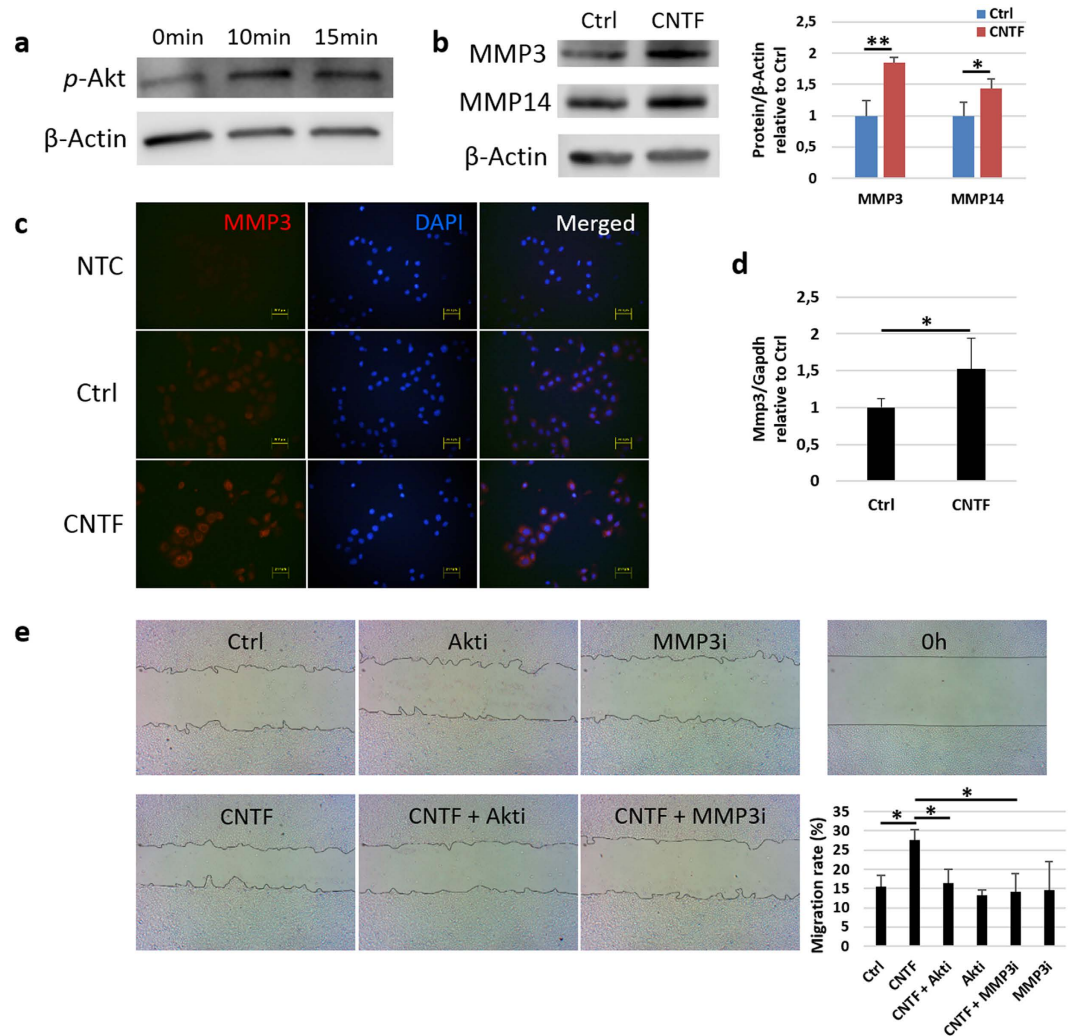 a
0min 10min 15min
p-Akt
β-Actin
b
Ctrl CNTF
MMP3
MMP14
β-Actin
Ctrl
CNTF
Protein/β-Actin
relative to Ctrl
2,5
2
1,5
1
0,5
0
**
*
MMP3 MMP14
c
MMP3 DAPI Merged
NTC
Ctrl
CNTF
d
Mmp3/Gapdh
relative to Ctrl
2,5
2
1,5
1
0,5
0
*
Ctrl CNTF
e
Ctrl Akti MMP3i 0h
CNTF CNTF + Akti CNTF + MMP3i
Migration rate (%)
35
30
25
20
15
10
5
0
*
* *
Ctrl
CNTF
CNTF + Akti
Akti
CNTF + MMP3i
MMP3i